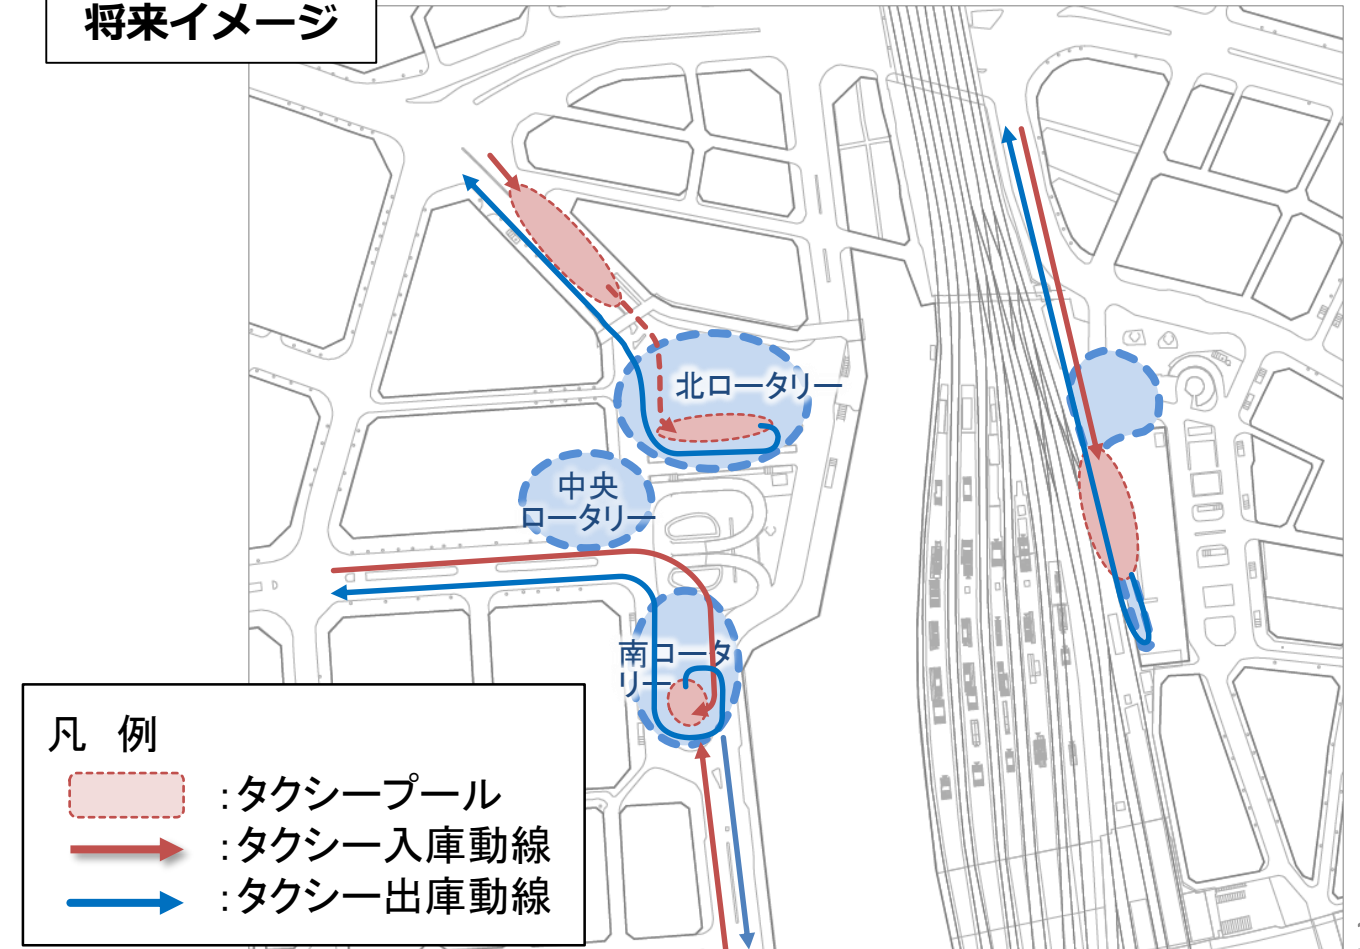 将来イメージ
北ロータリー
中央
ロータリー
南ロータ
リー
凡 例
:タクシープール
:タクシー入庫動線
:タクシー出庫動線